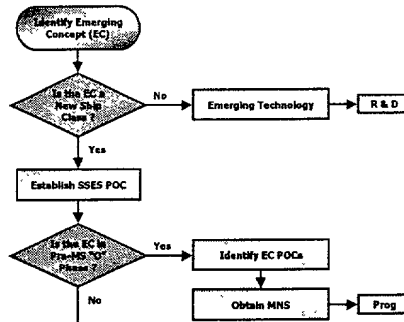 Identify Emerging
Concept (EC)
Is the EC a
New Ship
Class ?
No
Emerging Technology
R & D
Yes
Establish SSES POC
Is the EC in
Pre-MS "0"
Phase ?
Yes
Identify EC POCs
No
Obtain MNS
Prog